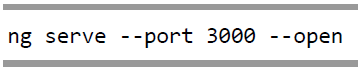 ng serve --port 3000 --open